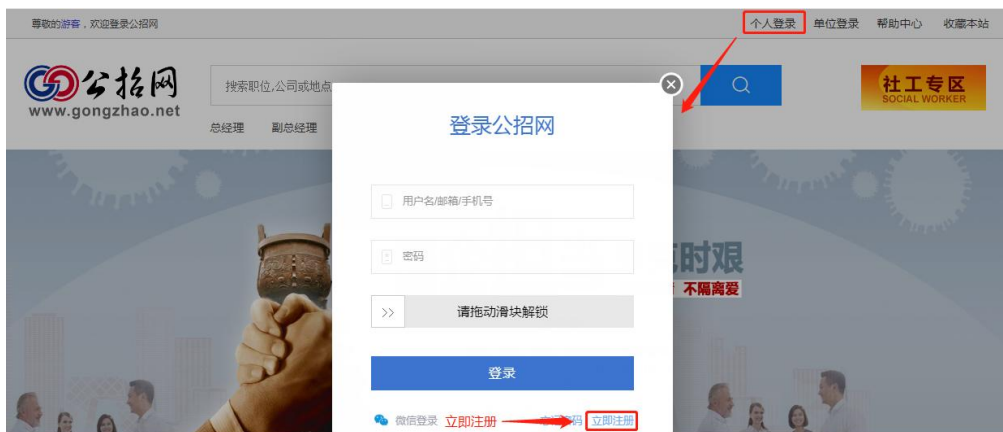 尊敬的游客，欢迎登录公招网
个人登录 单位登录 帮助中心 收藏本站
公招网
www.gongzhao.net
搜索职位,公司或地点
社工专区
SOCIAL WORKER
总经理 副总经理
登录公招网
用户名/邮箱/手机号
密码
时艰
不隔离爱
>> 请拖动滑块解锁
登录
微信登录 立即注册 立即注册